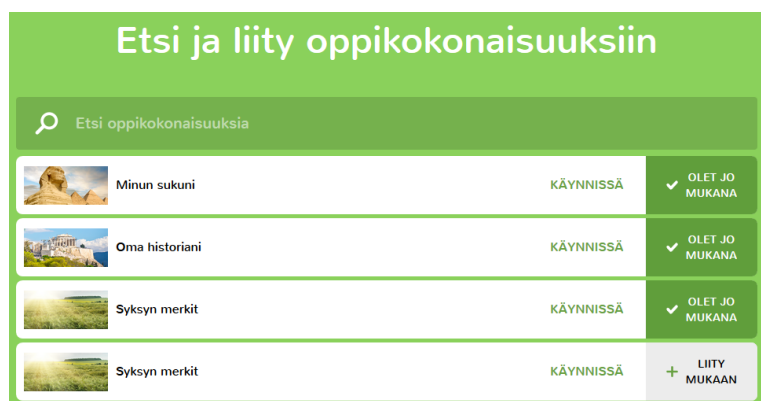 Etsi ja liity oppikokonaisuuksiin
Etsi oppikokonaisuuksia
Minun sukuni
KÄYNNISSÄ
OLET JO
MUKANA
Oma historiani
KÄYNNISSÄ
OLET JO
MUKANA
Syksyn merkit
KÄYNNISSÄ
OLET JO
MUKANA
Syksyn merkit
KÄYNNISSÄ
LIITY
MUKAAN